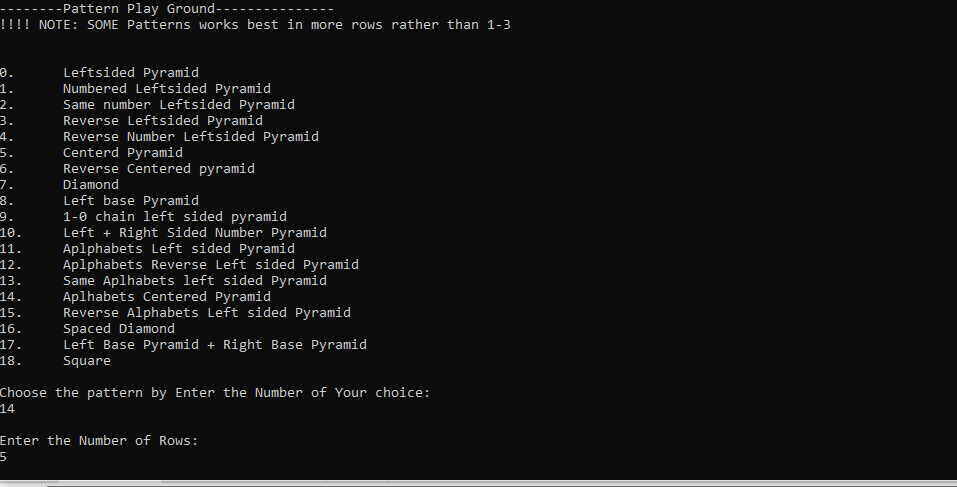 --------Pattern Play Ground---------------
!!!! NOTE: SOME Patterns works best in more rows rather than 1-3
0. Leftsided Pyramid
1. Numbered Leftsided Pyramid
2. Same number Leftsided Pyramid
3. Reverse Leftsided Pyramid
4. Reverse Number Leftsided Pyramid
5. Centerd Pyramid
6. Reverse Centered pyramid
7. Diamond
8. Left base Pyramid
9. 1-0 chain left sided pyramid
10. Left + Right Sided Number Pyramid
11. Aplphabets Left sided Pyramid
12. Aplphabets Reverse Left sided Pyramid
13. Same Aplhabets left sided Pyramid
14. Aplhabets Centered Pyramid
15. Reverse Alphabets Left sided Pyramid
16. Spaced Diamond
17. Left Base Pyramid + Right Base Pyramid
18. Square
Choose the pattern by Enter the Number of Your choice:
14
Enter the Number of Rows:
5